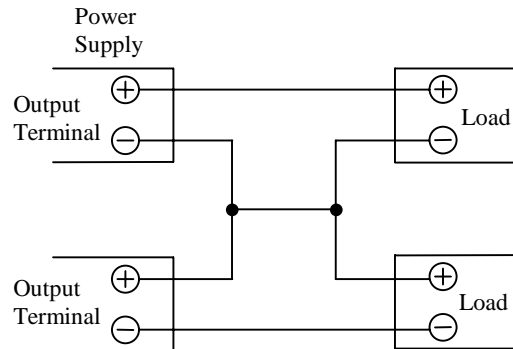 Power
Supply
Output
Terminal
+
−
+
−
Load
Output
Terminal
+
−
+
−
Load